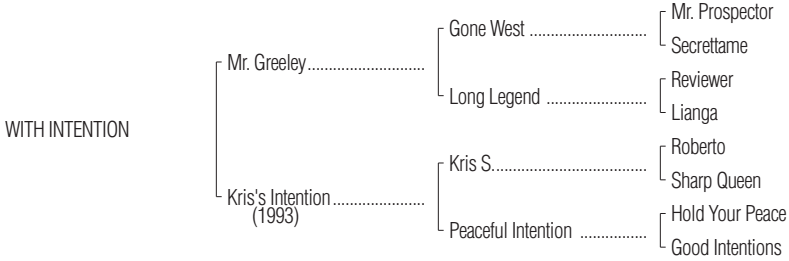 Mr. Prospector
Gone West ............................
Secrettame
Mr. Greeley............................
Reviewer
Long Legend ........................
Lianga
WITH INTENTION
Roberto
Kris S....................................
Sharp Queen
Kris's Intention......................
(1993)
Hold Your Peace
Peaceful Intention ................
Good Intentions